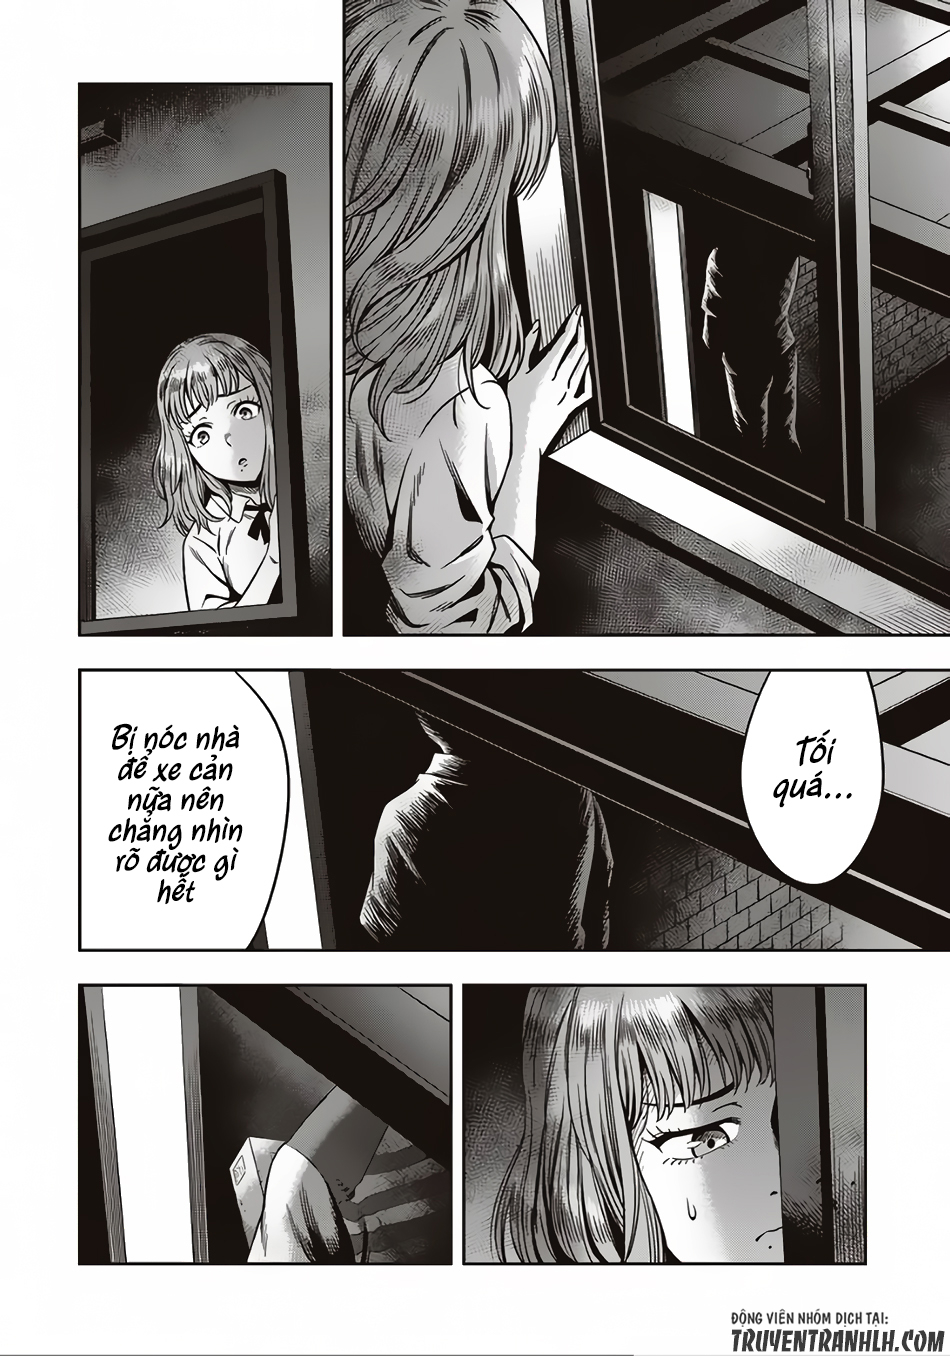 Tối
quá...
Bị nóc nhà
để xe cản
nữa nên
chẳng nhìn
rõ được gì
hết
ĐỘNG VIÊN NHÓM DỊCH TẠI:
TRUYENTRANHLH.COM